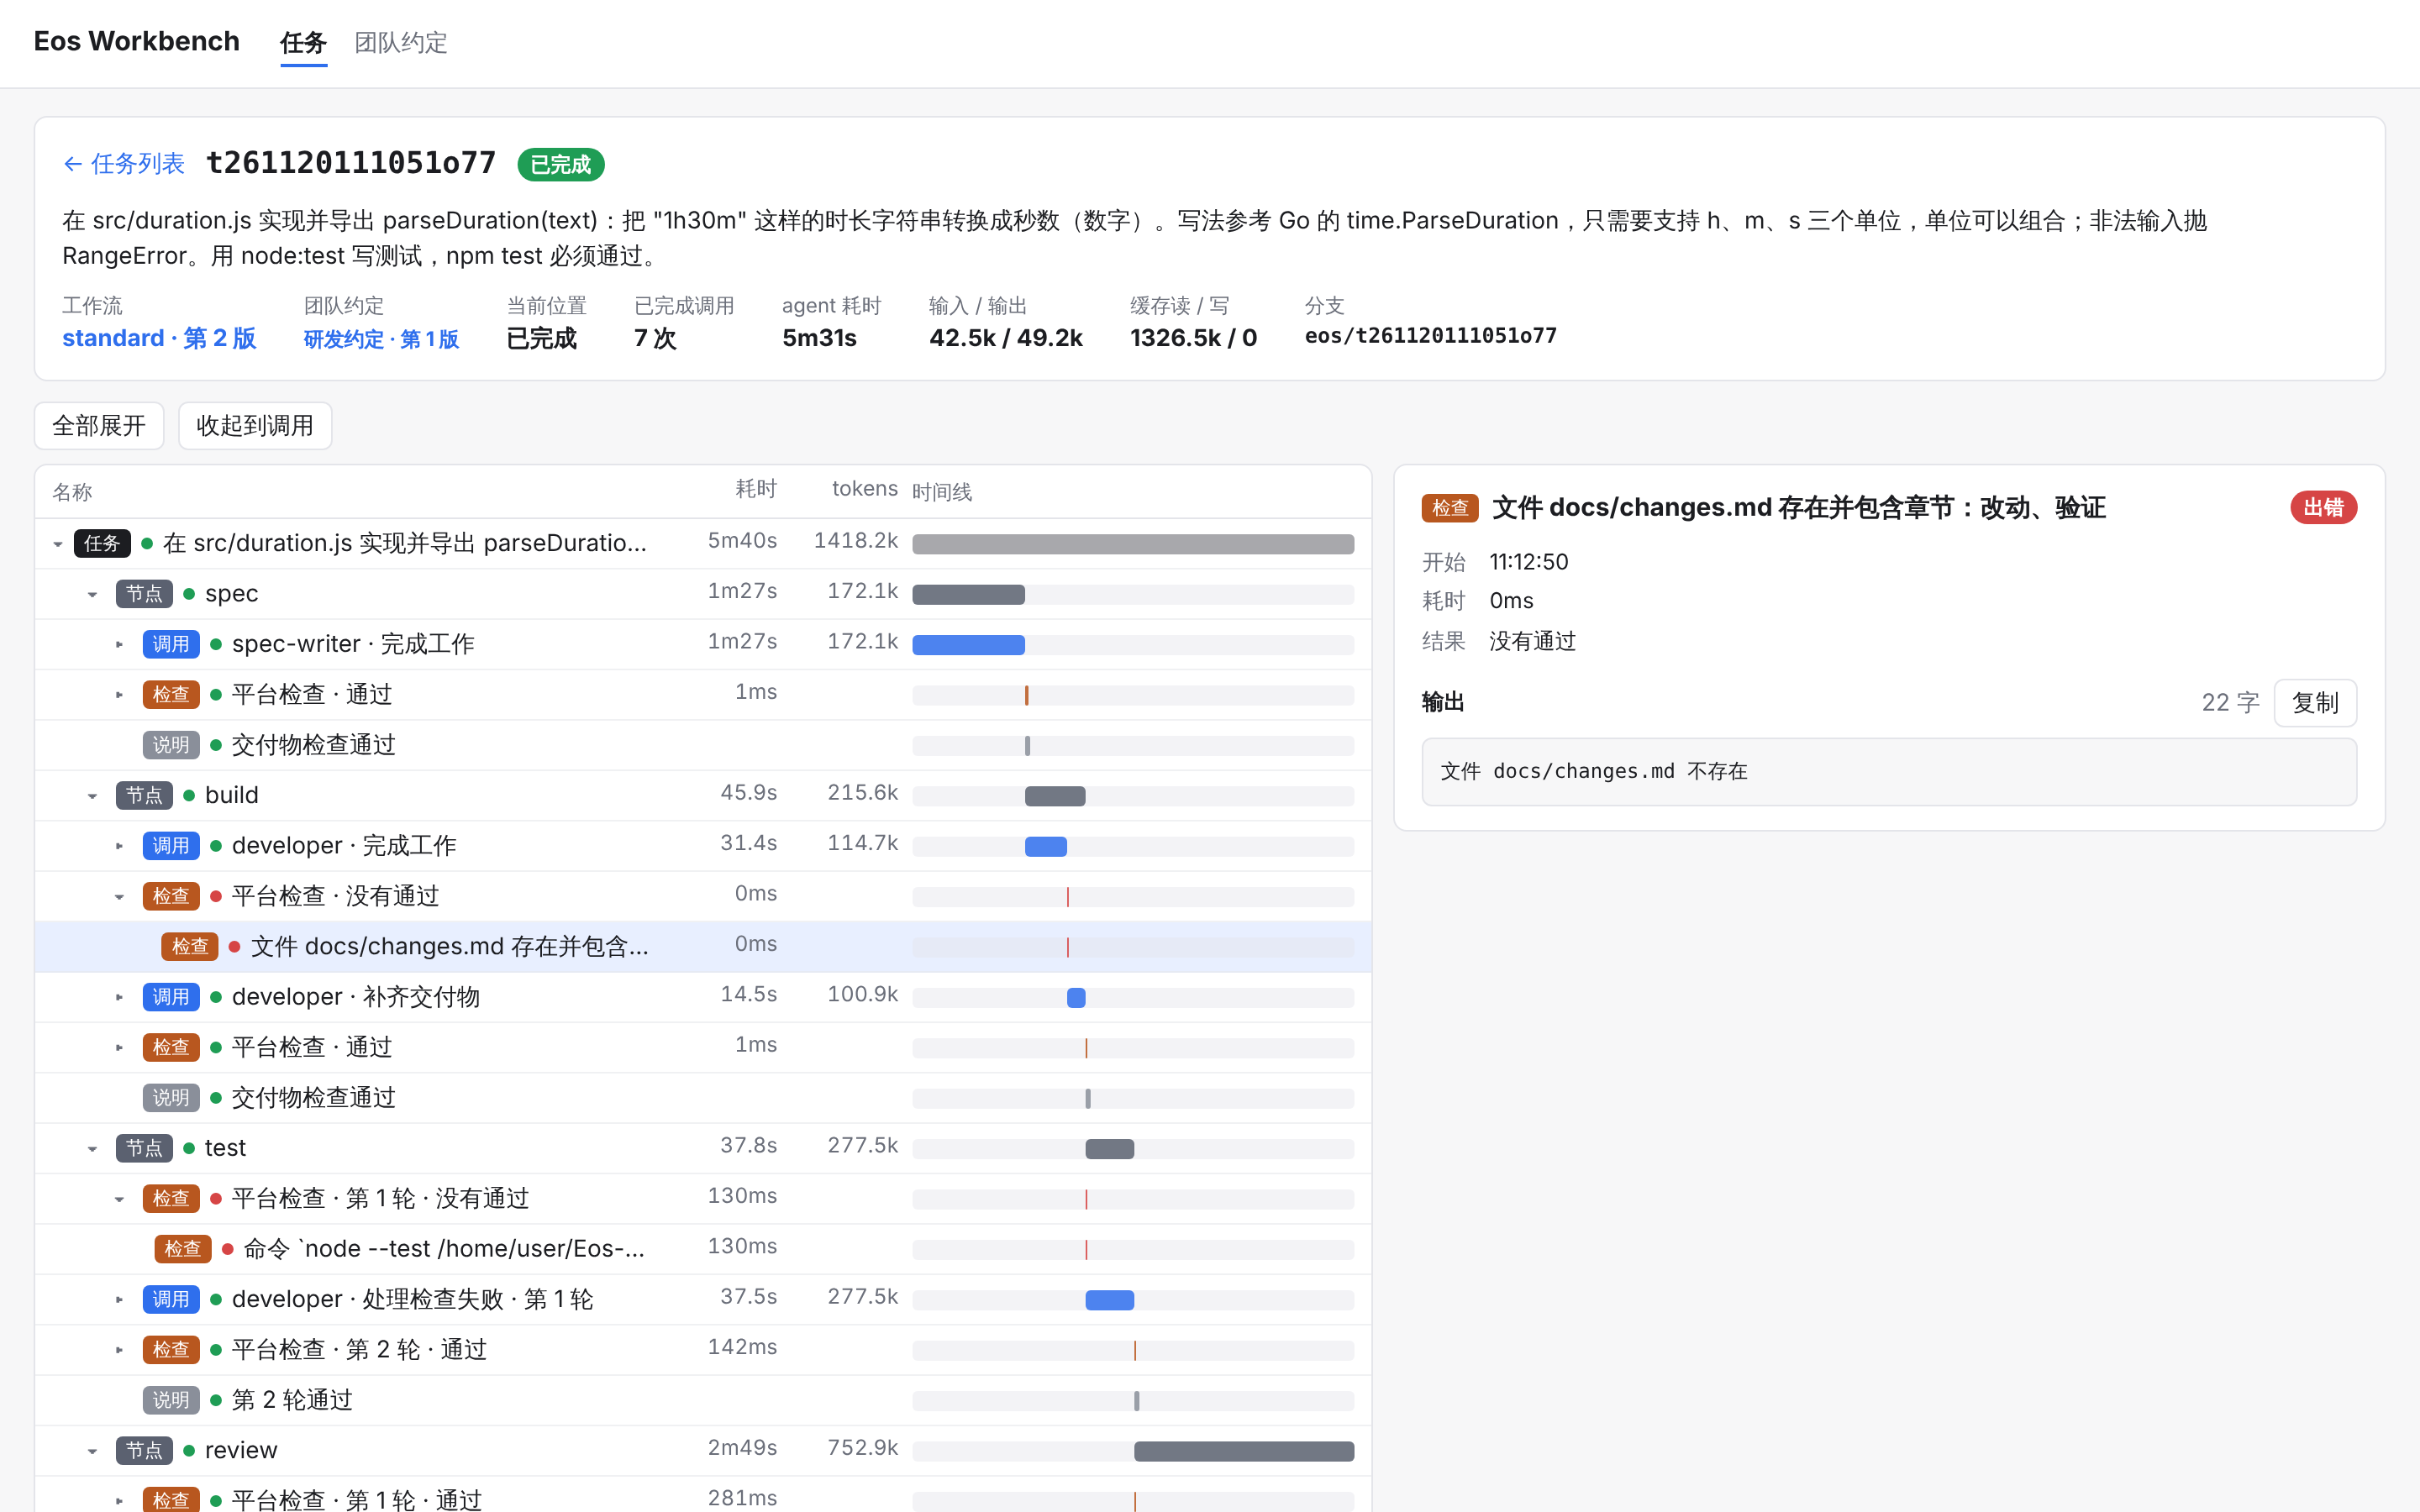 Eos Workbench 任务 团队约定
← 任务列表 t261120111051o77 已完成
在 src/duration.js 实现并导出 parseDuration(text)：把 "1h30m" 这样的时长字符串转换成秒数（数字）。写法参考 Go 的 time.ParseDuration，只需要支持 h、m、s 三个单位，单位可以组合；非法输入抛
RangeError。用 node:test 写测试，npm test 必须通过。
工作流 团队约定 当前位置 已完成调用 agent 耗时 输入 / 输出 缓存读 / 写 分支
standard · 第 2 版 研发约定 · 第 1 版 已完成 7 次 5m31s 42.5k / 49.2k 1326.5k / 0 eos/t261120111051o77
全部展开 收起到调用
名称 耗时 tokens 时间线
任务 在 src/duration.js 实现并导出 parseDuratio... 5m40s 1418.2k
节点 spec 1m27s 172.1k
调用 spec-writer · 完成工作 1m27s 172.1k
检查 平台检查 · 通过 1ms
说明 交付物检查通过
节点 build 45.9s 215.6k
调用 developer · 完成工作 31.4s 114.7k
检查 平台检查 · 没有通过 0ms
检查 文件 docs/changes.md 存在并包含... 0ms
调用 developer · 补齐交付物 14.5s 100.9k
检查 平台检查 · 通过 1ms
说明 交付物检查通过
节点 test 37.8s 277.5k
检查 平台检查 · 第 1 轮 · 没有通过 130ms
检查 命令 `node --test /home/user/Eos-... 130ms
调用 developer · 处理检查失败 · 第 1 轮 37.5s 277.5k
检查 平台检查 · 第 2 轮 · 通过 142ms
说明 第 2 轮通过
节点 review 2m49s 752.9k
检查 平台检查 · 第 1 轮 · 通过 281ms
检查 文件 docs/changes.md 存在并包含章节：改动、验证 出错
开始 11:12:50
耗时 0ms
结果 没有通过
输出 22 字 复制
文件 docs/changes.md 不存在